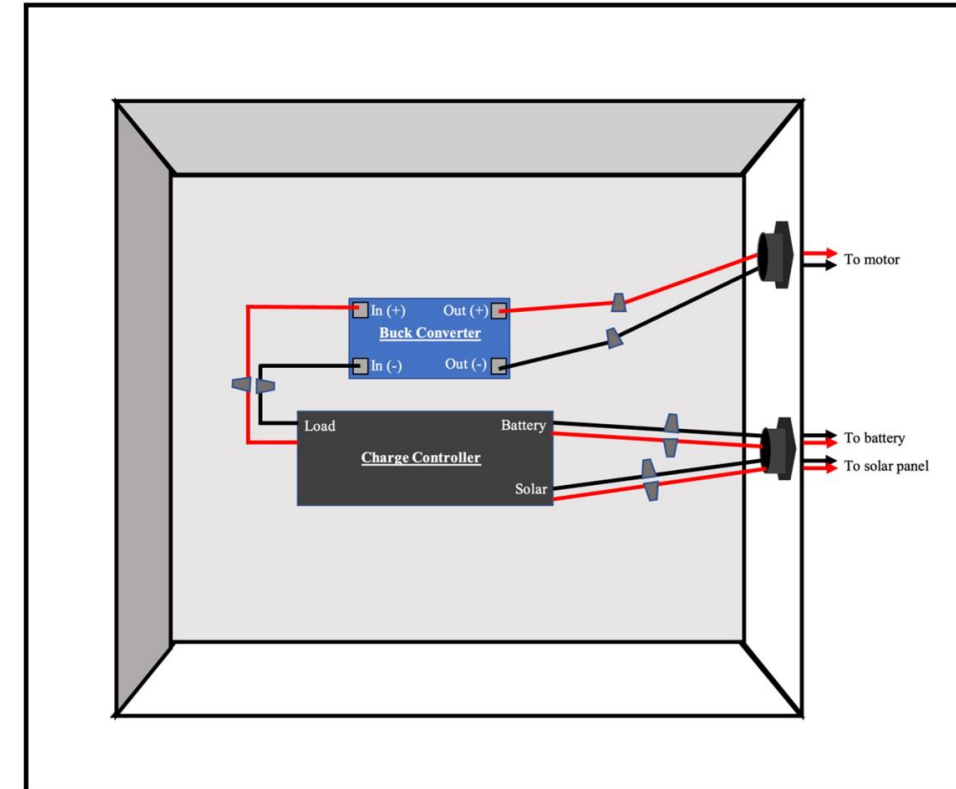 To motor
In (+) Out (+)
Buck Converter
In (-) Out (-)
Load Battery
To battery
Charge Controller
To solar panel
Solar